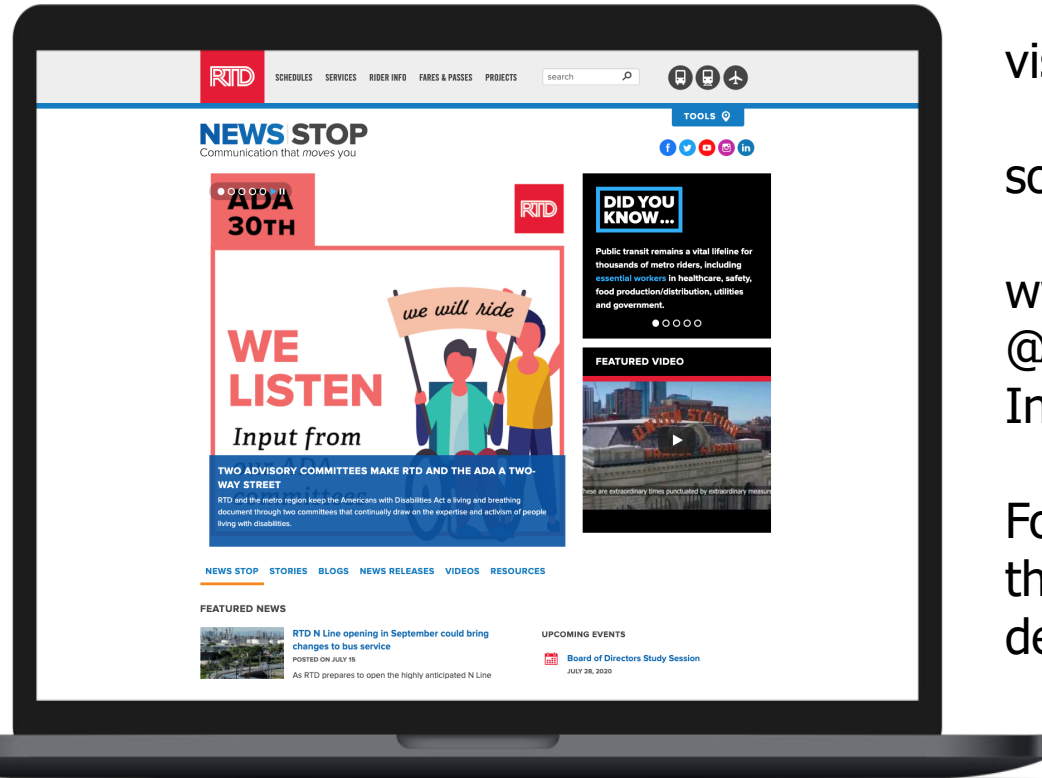 RTD
SCHEDULES SERVICES RIDER INFO FARES & PASSES PROJECTS
search
TOOLS
NEWS STOP
Communication that moves you
ADA
30TH
RTD
we will ride
WE
LISTEN
Input from
TWO ADVISORY COMMITTEES MAKE RTD AND THE ADA A TWO-
WAY STREET
RTD and the metro region keep the Americans with Disabilities Act a living and breathing
document through two committees that continually draw on the expertise and activism of people
living with disabilities.
DID YOU
KNOW...
Public transit remains a vital lifeline for
thousands of metro riders, including
essential workers in healthcare, safety,
food production/distribution, utilities
and government.
FEATURED VIDEO
UNION STATION
these are extraordinary times punctuated by extraordinary measure
NEWS STOP STORIES BLOGS NEWS RELEASES VIDEOS RESOURCES
FEATURED NEWS
RTD N Line opening in September could bring
changes to bus service
POSTED ON JULY 15
As RTD prepares to open the highly anticipated N Line
UPCOMING EVENTS
Board of Directors Study Session
JULY 28, 2020